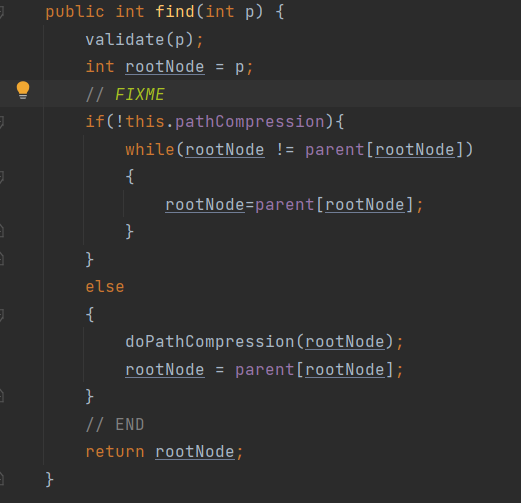 public int find(int p) {
validate(p);
int rootNode = p;
// FIXME
if(!this.pathCompression){
while(rootNode != parent[rootNode])
{
rootNode=parent[rootNode];
}
}
else
{
doPathCompression(rootNode);
rootNode = parent[rootNode];
}
// END
return rootNode;
}